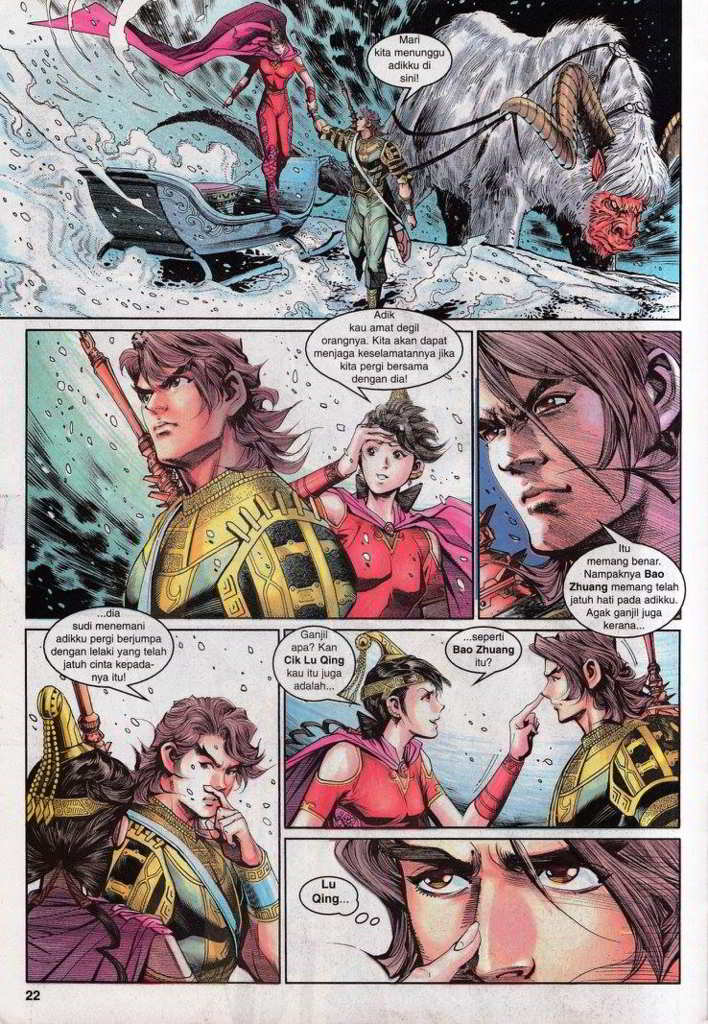 Mari
kita menunggu
adikku di
sini!
Adik
kau amat degil
orangnya. Kita akan dapat
menjaga keselamatannya jika
kita pergi bersama
dengan dia!
Itu
memang benar.
Nampaknya Bao
Zhuang memang telah
jatuh hati pada adikku.
Agak ganjil juga
kerana...
...dia
sudi menemani
adikku pergi berjumpa
dengan lelaki yang telah
jatuh cinta kepada-
nya itu!
Ganjil
apa? Kan
Cik Lu Qing
kau itu juga
adalah...
...seperti
Bao Zhuang
itu?
Lu
Qing...
22